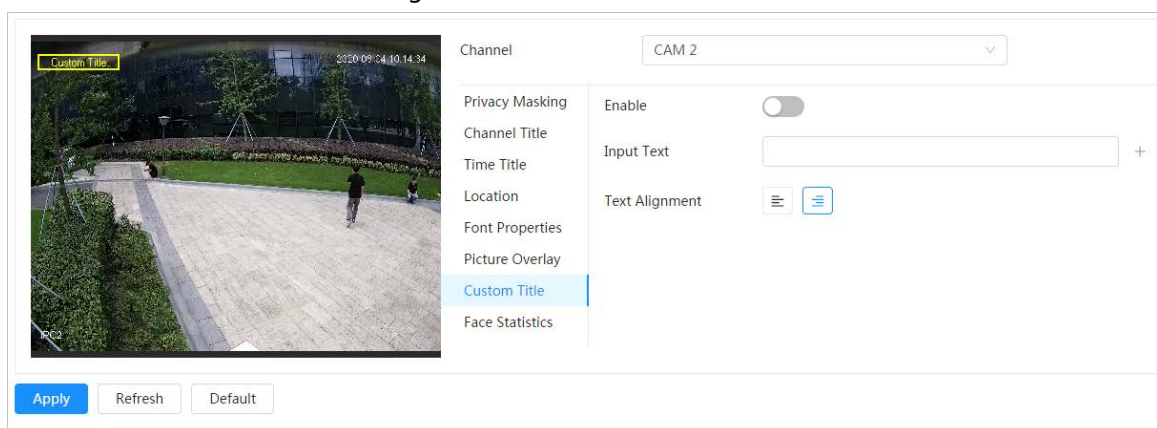 Custom Title
2020-06-24 10:14:34
IPC2
Channel
CAM 2
Privacy Masking
Channel Title
Time Title
Location
Font Properties
Picture Overlay
Custom Title
Face Statistics
Enable
Input Text
Text Alignment
Apply
Refresh
Default